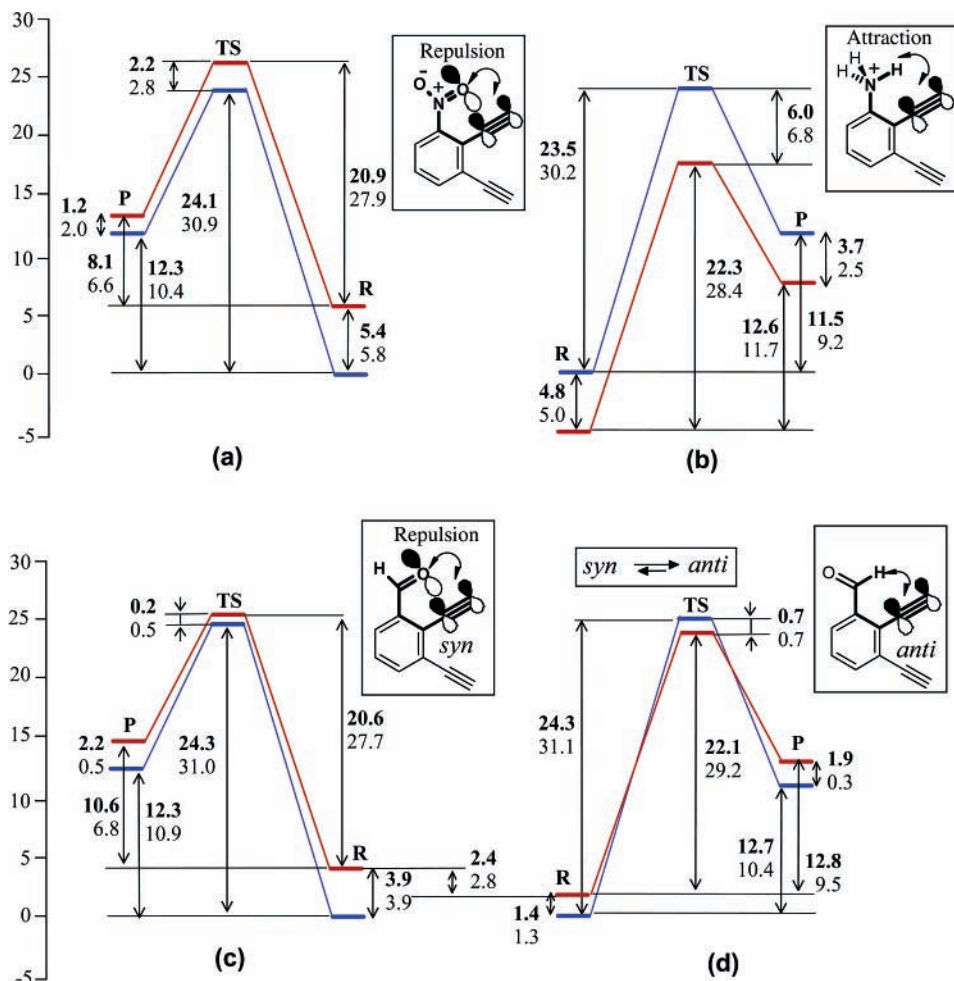 30
25
20
15
10
5
0
-5
TS
2.2
2.8
P
1.2
2.0
8.1
6.6
12.3
10.4
24.1
30.9
20.9
27.9
R
5.4
5.8
Repulsion
O
-
+
N
O
(a)
TS
23.5
30.2
6.0
6.8
P
3.7
2.5
22.3
28.4
12.6
11.7
11.5
9.2
R
4.8
5.0
Attraction
H
H
+
N
H
(b)
30
25
20
15
10
5
0
-5
TS
0.2
0.5
P
2.2
0.5
10.6
6.8
12.3
10.9
24.3
31.0
20.6
27.7
R
3.9
3.9
2.4
2.8
Repulsion
H
O
syn
(c)
syn anti
TS
0.7
0.7
24.3
31.1
22.1
29.2
P
1.9
0.3
12.7
10.4
12.8
9.5
R
1.4
1.3
O
H
anti
(d)